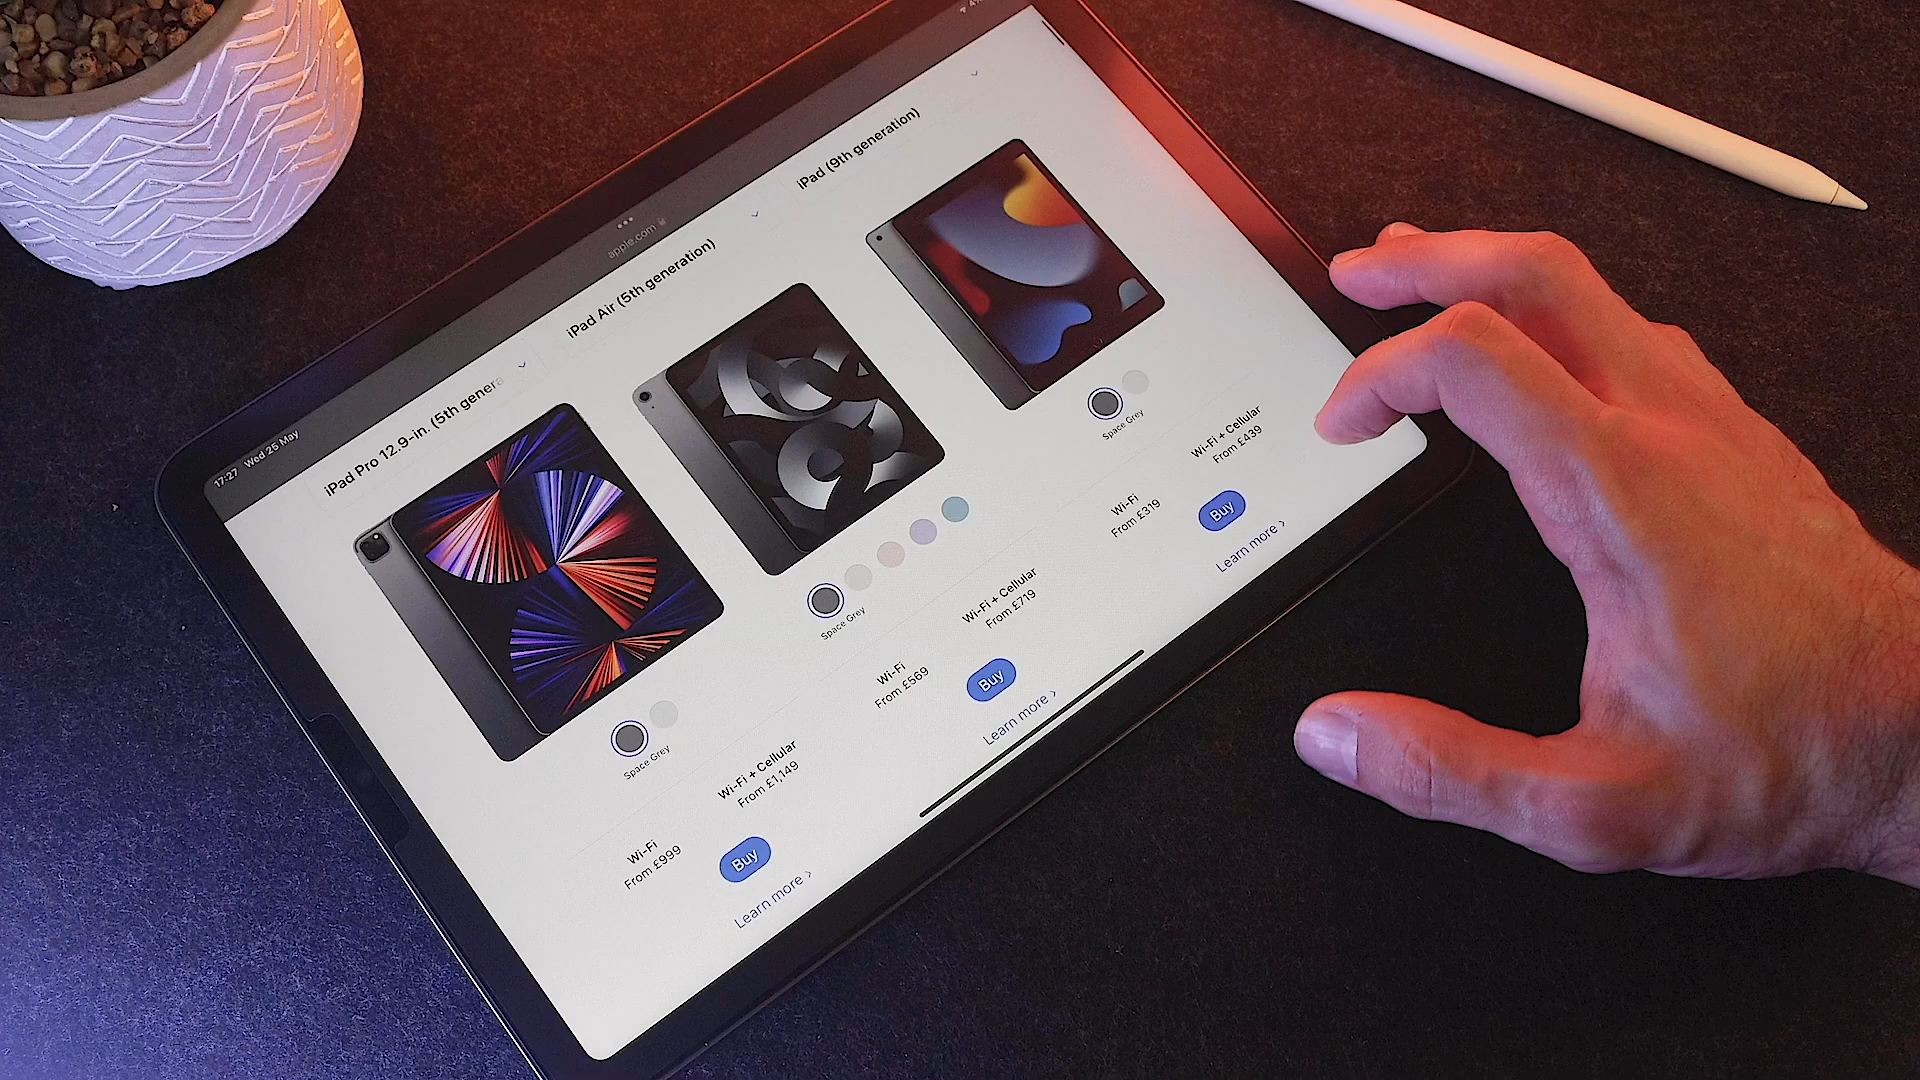 17:27 Wed 25 May
apple.com
iPad Pro 12.9-in. (5th genera
Space Grey
Wi-Fi
From £999
Wi-Fi + Cellular
From £1,149
Buy
Learn more >
iPad Air (5th generation)
Space Grey
Wi-Fi
From £569
Wi-Fi + Cellular
From £719
Buy
Learn more >
iPad (9th generation)
Space Grey
Wi-Fi
From £319
Wi-Fi + Cellular
From £439
Buy
Learn more >